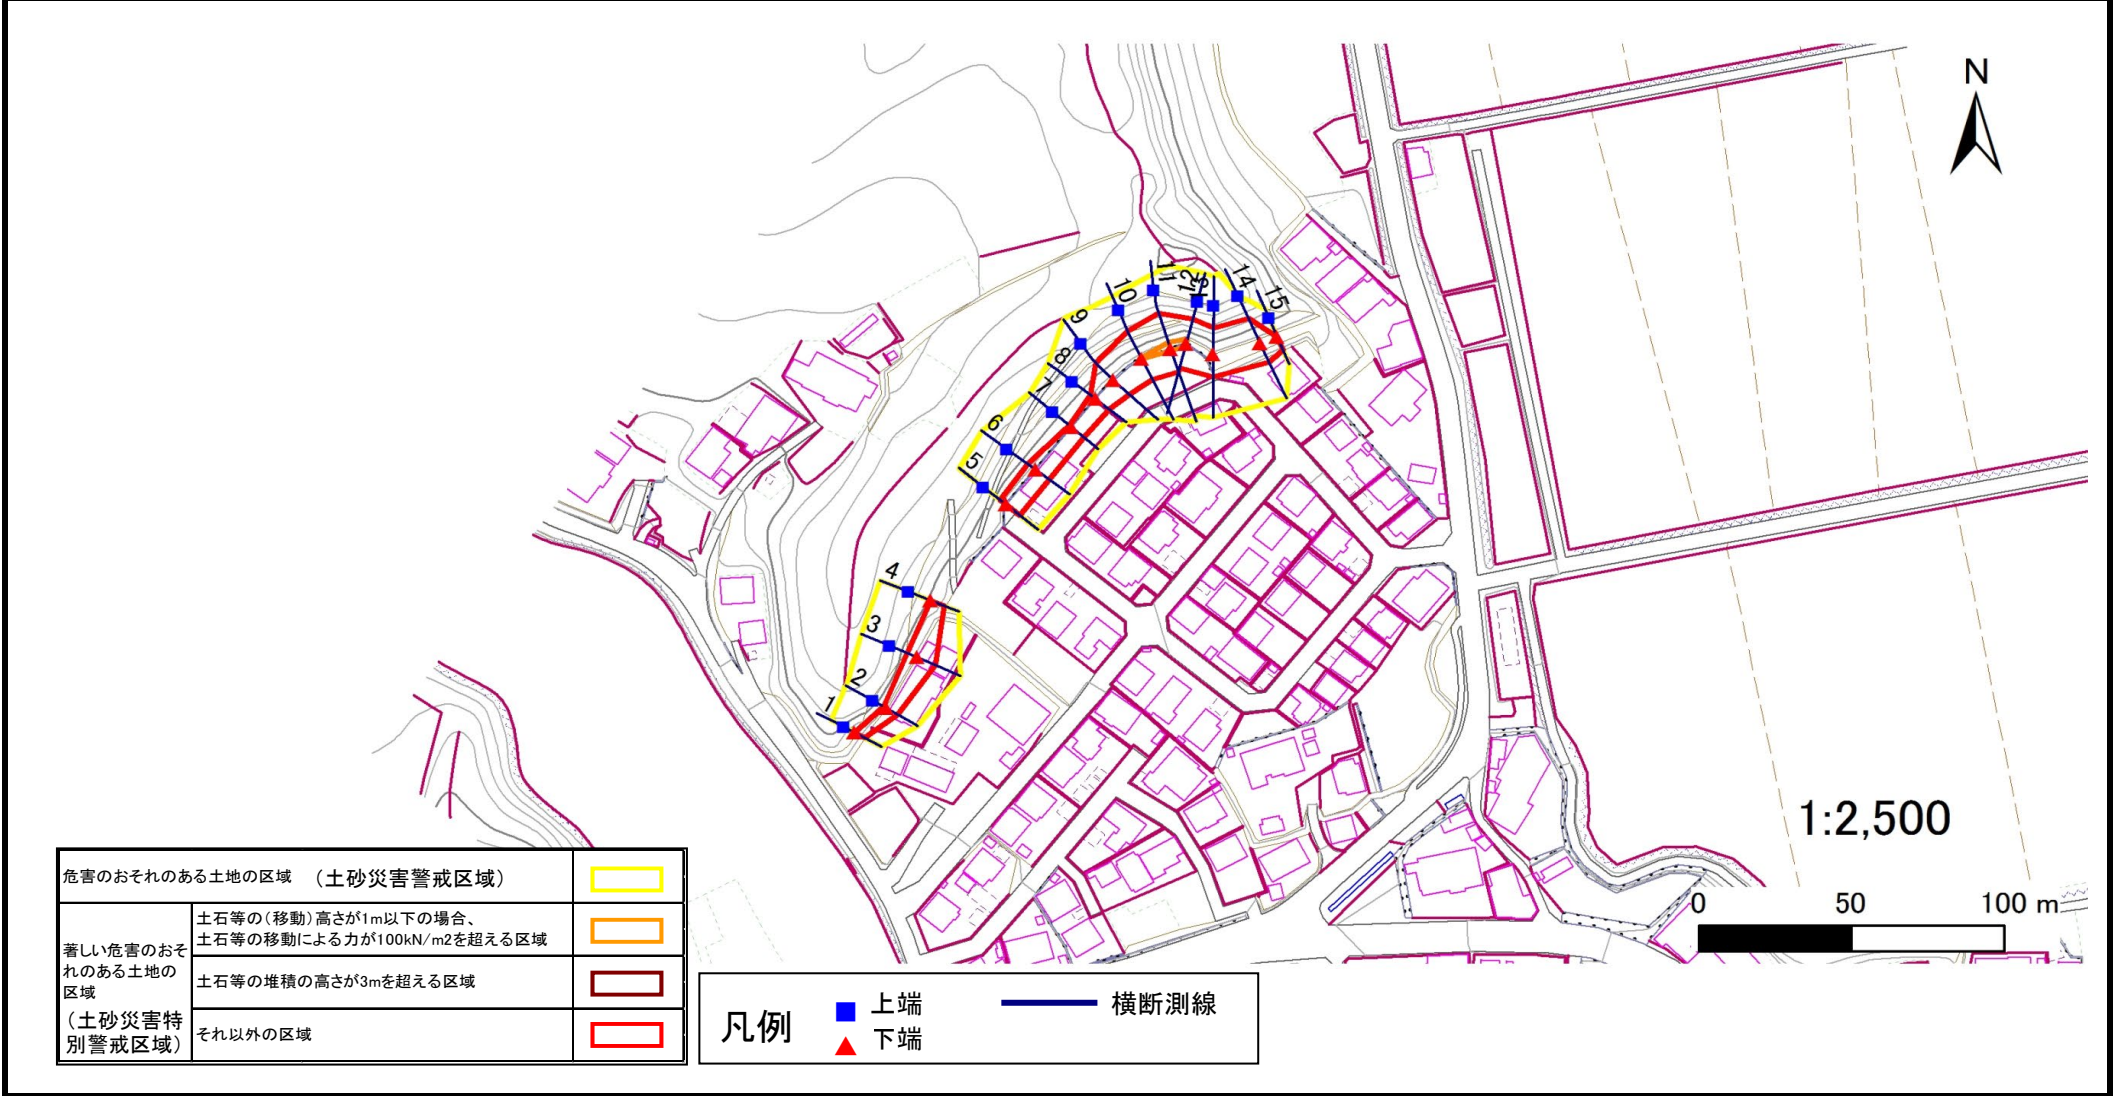 N
15
14
13
12
11
10
9
8
7
6
5
4
3
2
1
1:2,500
0 50 100 m
危害のおそれのある土地の区域 (土砂災害警戒区域)
著しい危害のおそ
れのある土地の
区域
(土砂災害特
別警戒区域)
土石等の(移動)高さが1m以下の場合、
土石等の移動による力が100kN/m2を超える区域
土石等の堆積の高さが3mを超える区域
それ以外の区域
凡例
上端
下端
横断測線